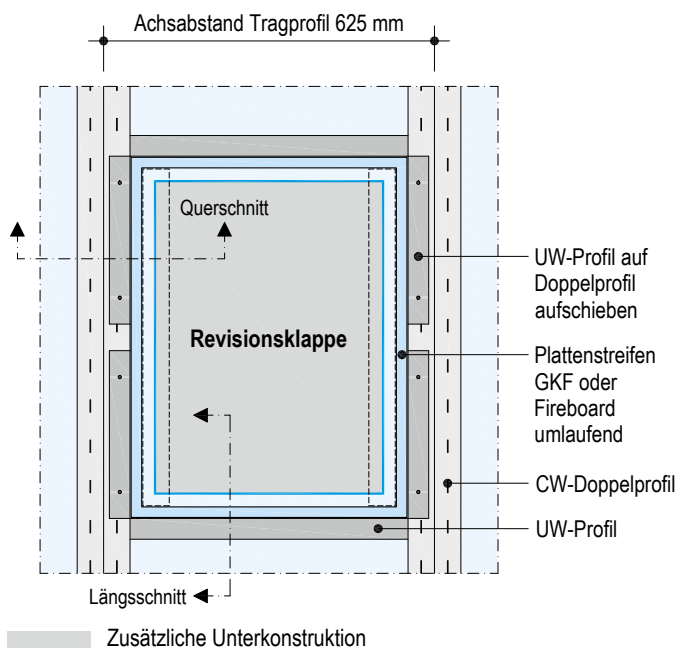 Achsabstand Tragprofil 625 mm
Querschnitt
UW-Profil auf
Doppelprofil
aufschieben
Revisionsklappe
Plattenstreifen
GKF oder
Fireboard
umlaufend
CW-Doppelprofil
UW-Profil
Längsschnitt
Zusätzliche Unterkonstruktion